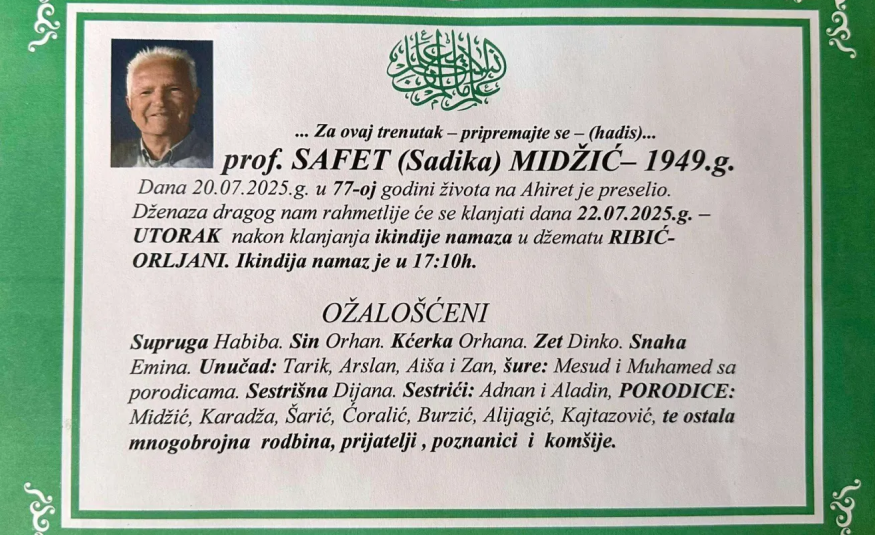 ... Za ovaj trenutak – pripremajte se – (hadis)...
prof. SAFET (Sadika) MIDŽIĆ– 1949.g.
Dana 20.07.2025.g. u 77-oj godini života na Ahiret je preselio.
Dženaza dragog nam rahmetlije će se klanjati dana 22.07.2025.g. –
UTORAK nakon klanjanja ikindije namaza u džematu RIBIĆ-
ORLJANI. Ikindija namaz je u 17:10h.
OŽALOŠĆENI
Supruga Habiba. Sin Orhan. Kćerka Orhana. Zet Dinko. Snaha
Emina. Unučad: Tarik, Arslan, Aiša i Zan, šure: Mesud i Muhamed sa
porodicama. Sestrišna Dijana. Sestrići: Adnan i Aladin, PORODICE:
Midžić, Karadža, Šarić, Ćoralić, Burzić, Alijagić, Kajtazović, te ostala
mnogobrojna rodbina, prijatelji , poznanici i komšije.